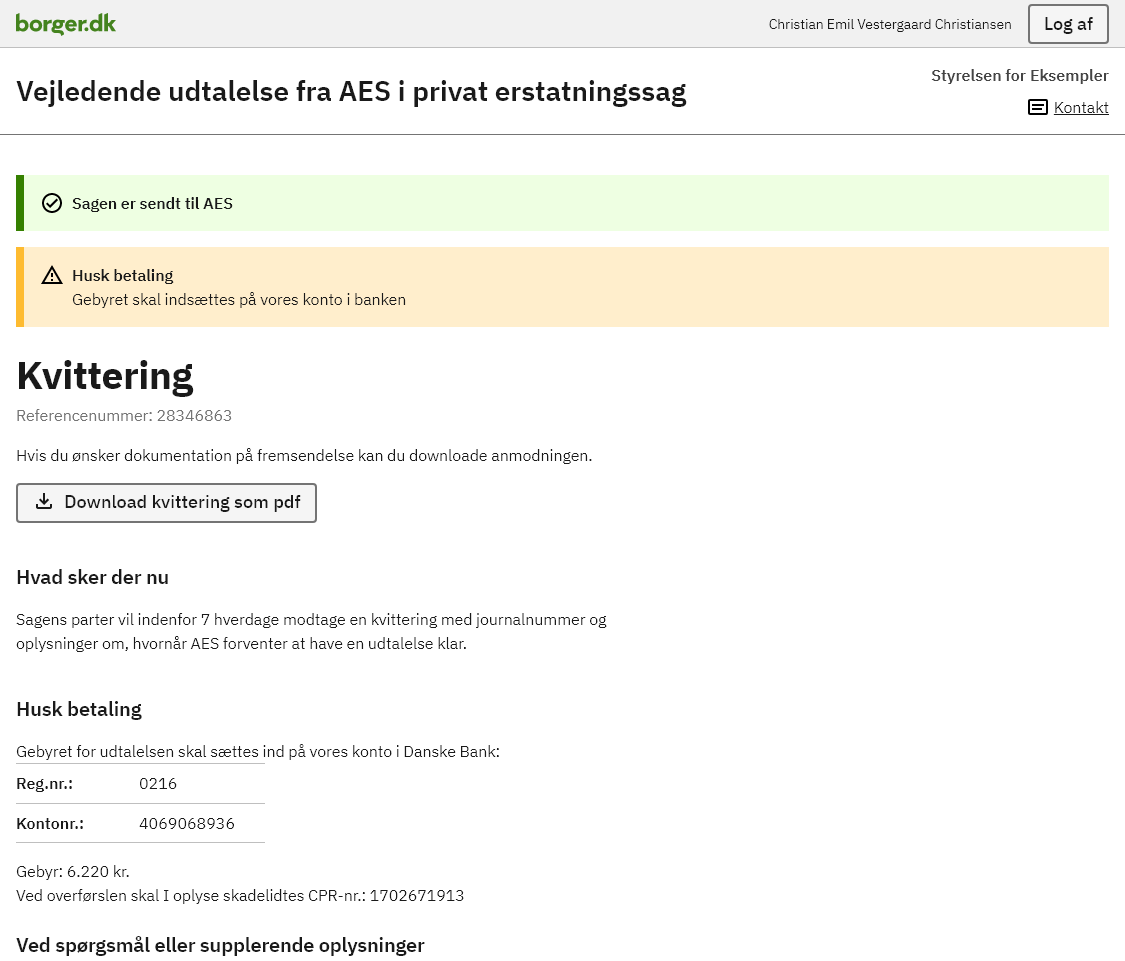 borger.dk
Christian Emil Vestergaard Christiansen
Log af
Vejledende udtalelse fra AES i privat erstatningssag
Styrelsen for Eksempler
Kontakt
Sagen er sendt til AES
Husk betaling
Gebyret skal indsættes på vores konto i banken
Kvittering
Referencenummer: 28346863
Hvis du ønsker dokumentation på fremsendelse kan du downloade anmodningen.
Download kvittering som pdf
Hvad sker der nu
Sagens parter vil indenfor 7 hverdage modtage en kvittering med journalnummer og
oplysninger om, hvornår AES forventer at have en udtalelse klar.
Husk betaling
Gebyret for udtalelsen skal sættes ind på vores konto i Danske Bank:
Reg.nr.: 0216
Kontonr.: 4069068936
Gebyr: 6.220 kr.
Ved overførslen skal I oplyse skadelidtes CPR-nr.: 1702671913
Ved spørgsmål eller supplerende oplysninger